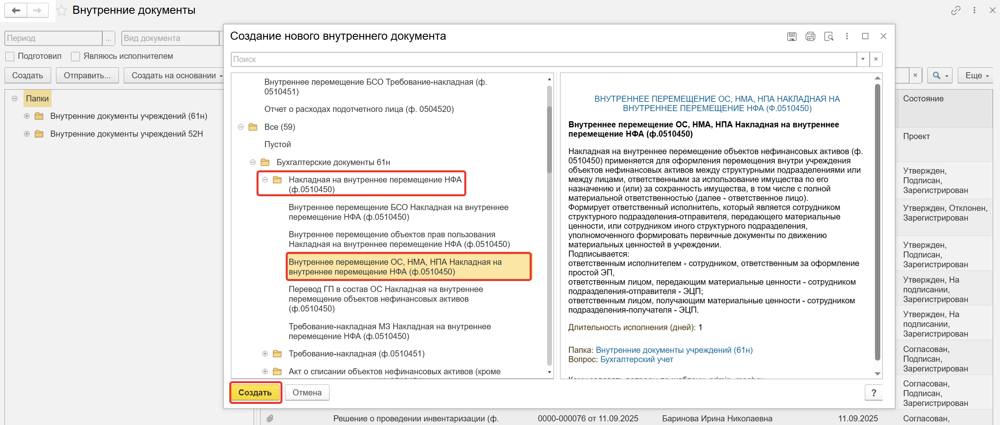 Внутренние документы
Период
...
Вид документа
Подготовил
Являюсь исполнителем
Создать
Отправить...
Создать на основании
Еще
Папки
Внутренние документы учреждений (61н)
Внутренние документы учреждений 52Н
Создание нового внутреннего документа
Поиск
Внутреннее перемещение БСО Требование-накладная (ф.
0510451)
Отчет о расходах подотчетного лица (ф. 0504520)
Все (59)
Пустой
Бухгалтерские документы 61н
Накладная на внутреннее перемещение НФА
(ф.0510450)
Внутреннее перемещение БСО Накладная на внутреннее
перемещение НФА (ф.0510450)
Внутреннее перемещение объектов прав пользования
Накладная на внутреннее перемещение НФА (ф.0510450)
Внутреннее перемещение ОС, НМА, НПА Накладная на
внутреннее перемещение НФА (ф.0510450)
Перевод ГП в состав ОС Накладная на внутреннее
перемещение объектов нефинансовых активов
(ф.0510450)
Требование-накладная МЗ Накладная на внутреннее
перемещение НФА (ф.0510450)
Требование-накладная (ф.0510451)
Акт о списании объектов нефинансовых активов (кроме
ВНУТРЕННЕЕ ПЕРЕМЕЩЕНИЕ ОС, НМА, НПА НАКЛАДНАЯ НА
ВНУТРЕННЕЕ ПЕРЕМЕЩЕНИЕ НФА (Ф.0510450)
Внутреннее перемещение ОС, НМА, НПА Накладная на внутреннее
перемещение НФА (ф.0510450)
Накладная на внутреннее перемещение объектов нефинансовых активов (ф.
0510450) применяется для оформления перемещения внутри учреждения
объектов нефинансовых активов между структурными подразделениями или
между лицами, ответственными за использование имущества по его
назначению и (или) за сохранность имущества, в том числе с полной
материальной ответственностью (далее - ответственное лицо).
Формирует ответственный исполнитель, который является сотрудником
структурного подразделения-отправителя, передающего материальные
ценности, или сотрудником иного структурного подразделения,
уполномоченного формировать первичные документы по движению
материальных ценностей в учреждении.
Подписывается:
ответственным исполнителем - сотрудником, ответственным за оформление
простой ЭП,
ответственным лицом, передающим материальные ценности - сотрудником
подразделения-отправителя - ЭЦП;
ответственным лицом, получающим материальные ценности - сотрудником
подразделения-получателя - ЭЦП.
Длительность исполнения (дней): 1
Папка: Внутренние документы учреждений (61н)
Вопрос: Бухгалтерский учет
Создать
Отмена
?
Состояние
Проект
Утвержден,
Подписан,
Зарегистрирован
Утвержден, Отклонен,
Зарегистрирован
Утвержден,
Подписан,
Зарегистрирован
Утвержден, На
подписании,
Зарегистрирован
Утвержден, На
подписании,
Зарегистрирован
Согласован,
Подписан,
Зарегистрирован
Согласован,
Подписан,
Зарегистрирован
Решение о проведении инвентаризации (ф.
0000-000076 от 11.09.2025
Баринова Ирина Николаевна
11.09.2025
Согласован,